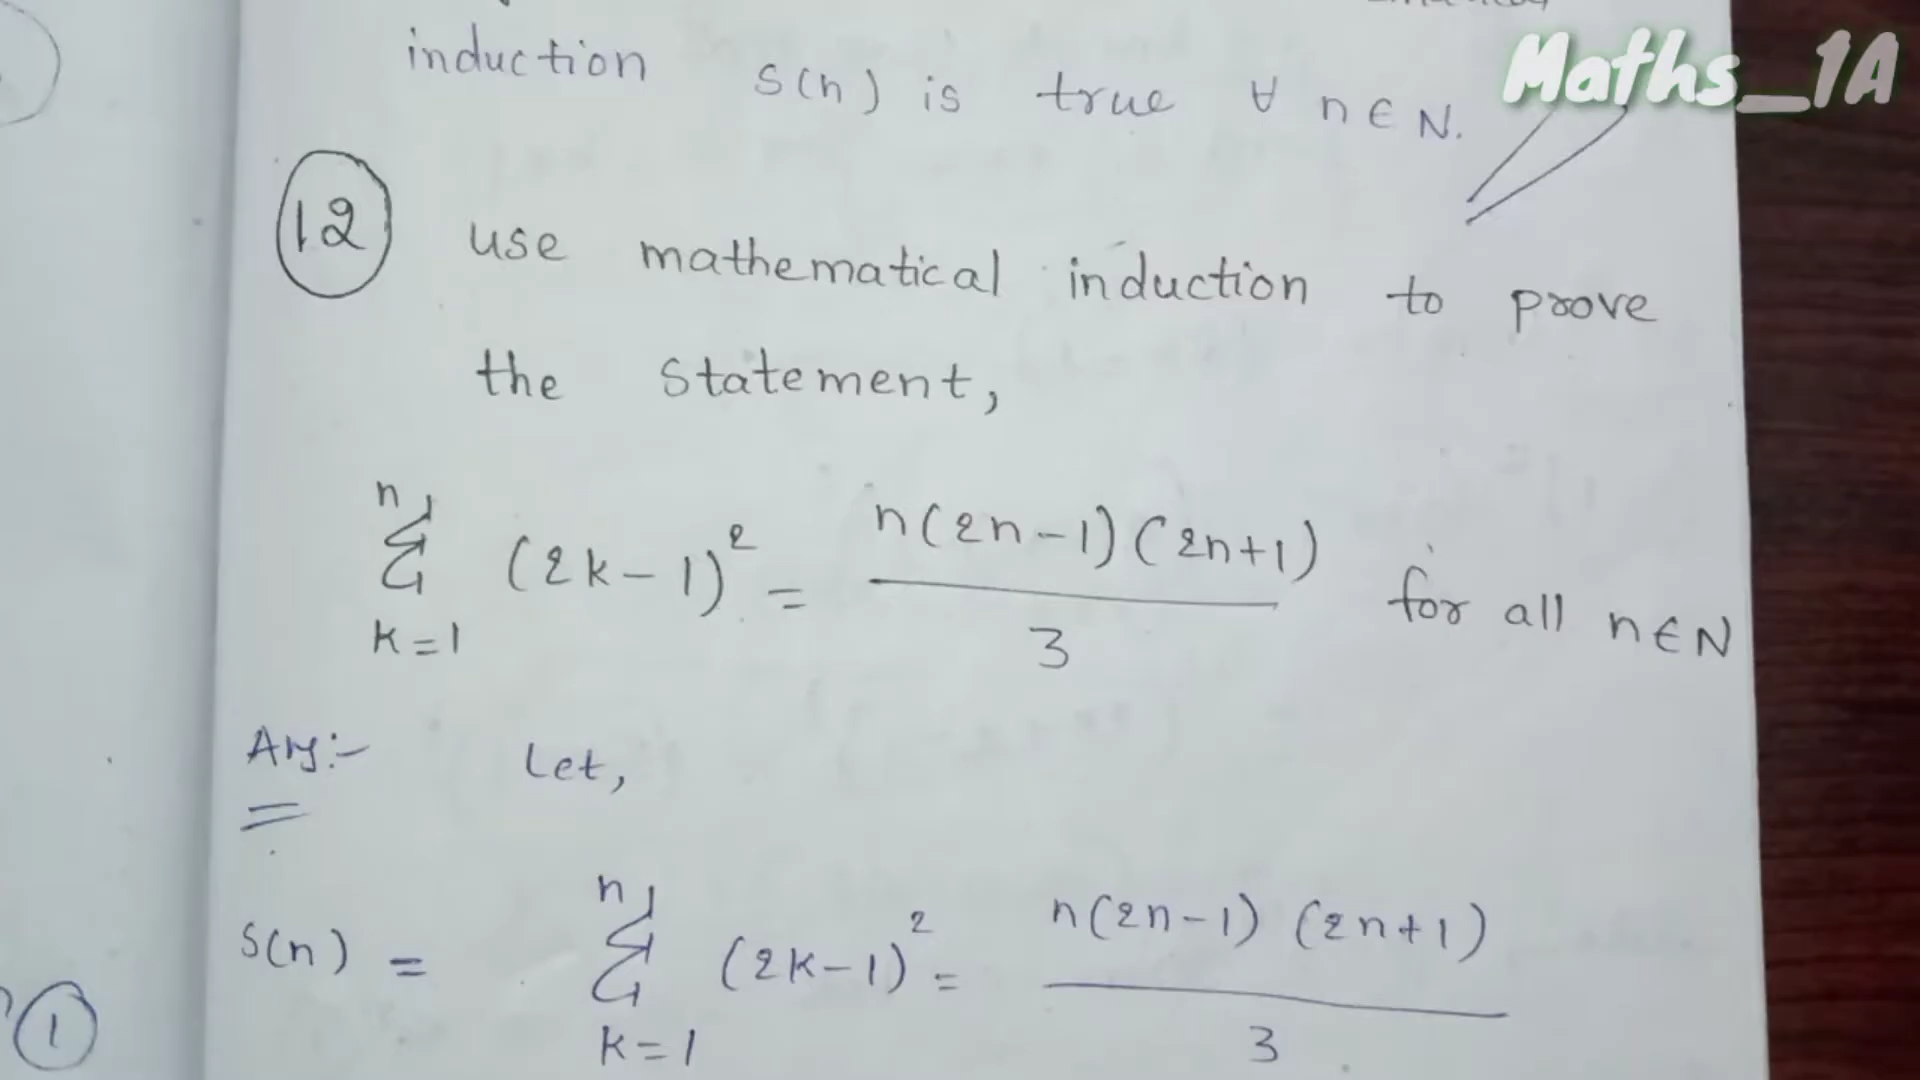 Maths_1A
induction s(n) is true ∀ n∈N.
12 use mathematical induction to prove
the statement,
n
Σ (2k-1)² = n(2n-1)(2n+1) / 3 for all n∈N
k=1
Ans:- Let,
n
s(n) = Σ (2k-1)² = n(2n-1)(2n+1) / 3
k=1
1